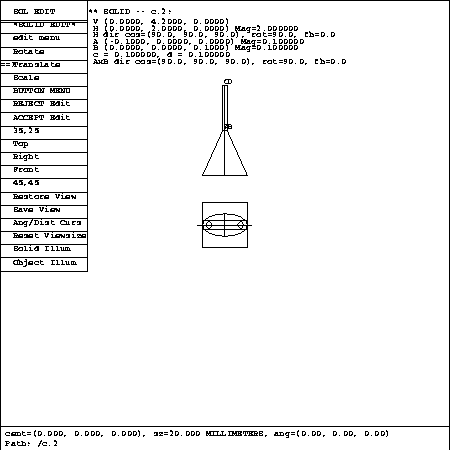 SOL EDIT
*SOLID EDIT*
edit menu
Rotate
==>Translate
Scale
BUTTON MENU
REJECT Edit
ACCEPT Edit
35,25
Top
Right
Front
45,45
Restore View
Save View
Ang/Dist Curs
Reset Viewsize
Solid Illum
Object Illum
** SOLID -- c.2:
V (0.0000, 4.2000, 0.0000)
H (0.0000, 2.0000, 0.0000) Mag=2.000000
H dir cos=(90.0, 90.0, 90.0), rot=90.0, fb=0.0
A (-0.1000, 0.0000, 0.0000) Mag=0.100000
B (0.0000, 0.0000, 0.1000) Mag=0.100000
c = 0.100000, d = 0.100000
AxB dir cos=(90.0, 90.0, 90.0), rot=90.0, fb=0.0
CD
cent=(0.000, 0.000, 0.000), sz=20.000 MILLIMETERS, ang=(0.00, 0.00, 0.00)
Path: /c.2